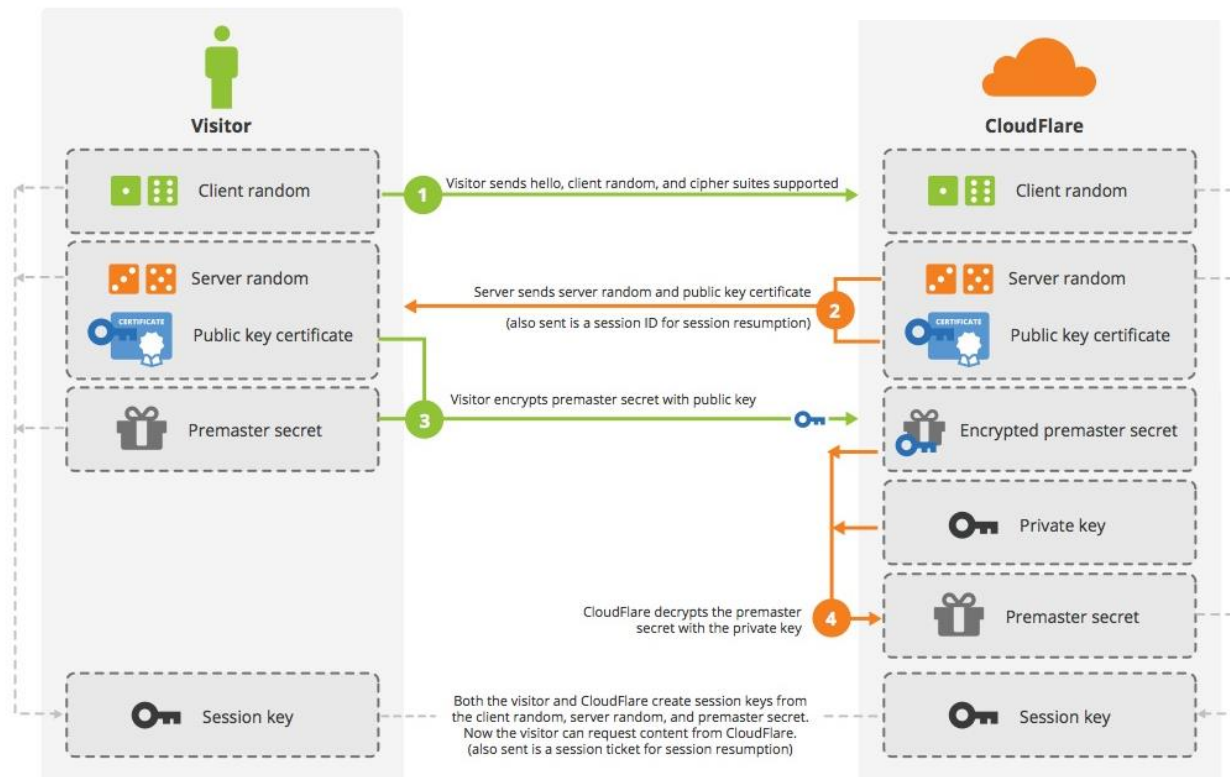 Visitor
CloudFlare
Client random
1
Visitor sends hello, client random, and cipher suites supported
Client random
Server random
CERTIFICATE
Public key certificate
Server sends server random and public key certificate
(also sent is a session ID for session resumption)
2
Server random
CERTIFICATE
Public key certificate
Premaster secret
3
Visitor encrypts premaster secret with public key
Encrypted premaster secret
Private key
CloudFlare decrypts the premaster
secret with the private key
4
Premaster secret
Session key
Both the visitor and CloudFlare create session keys from
the client random, server random, and premaster secret.
Now the visitor can request content from CloudFlare.
(also sent is a session ticket for session resumption)
Session key